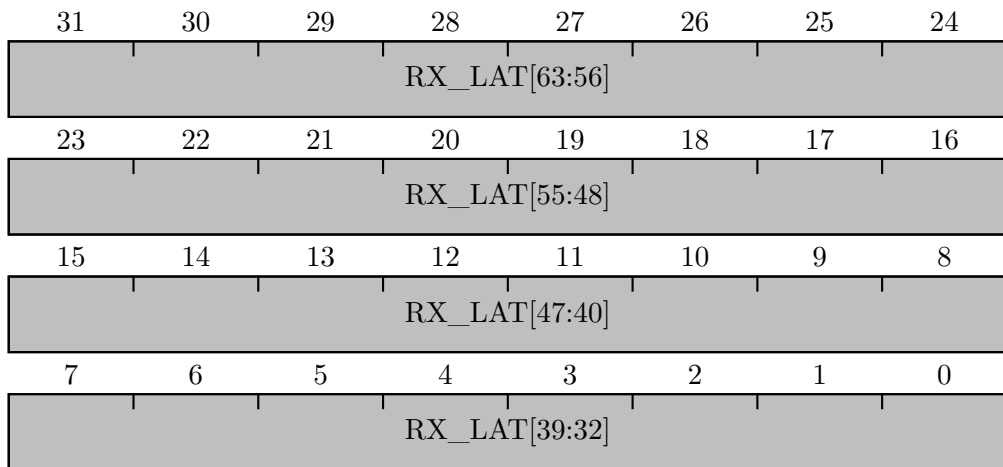 31 30 29 28 27 26 25 24
RX_LAT[63:56]
23 22 21 20 19 18 17 16
RX_LAT[55:48]
15 14 13 12 11 10 9 8
RX_LAT[47:40]
7 6 5 4 3 2 1 0
RX_LAT[39:32]